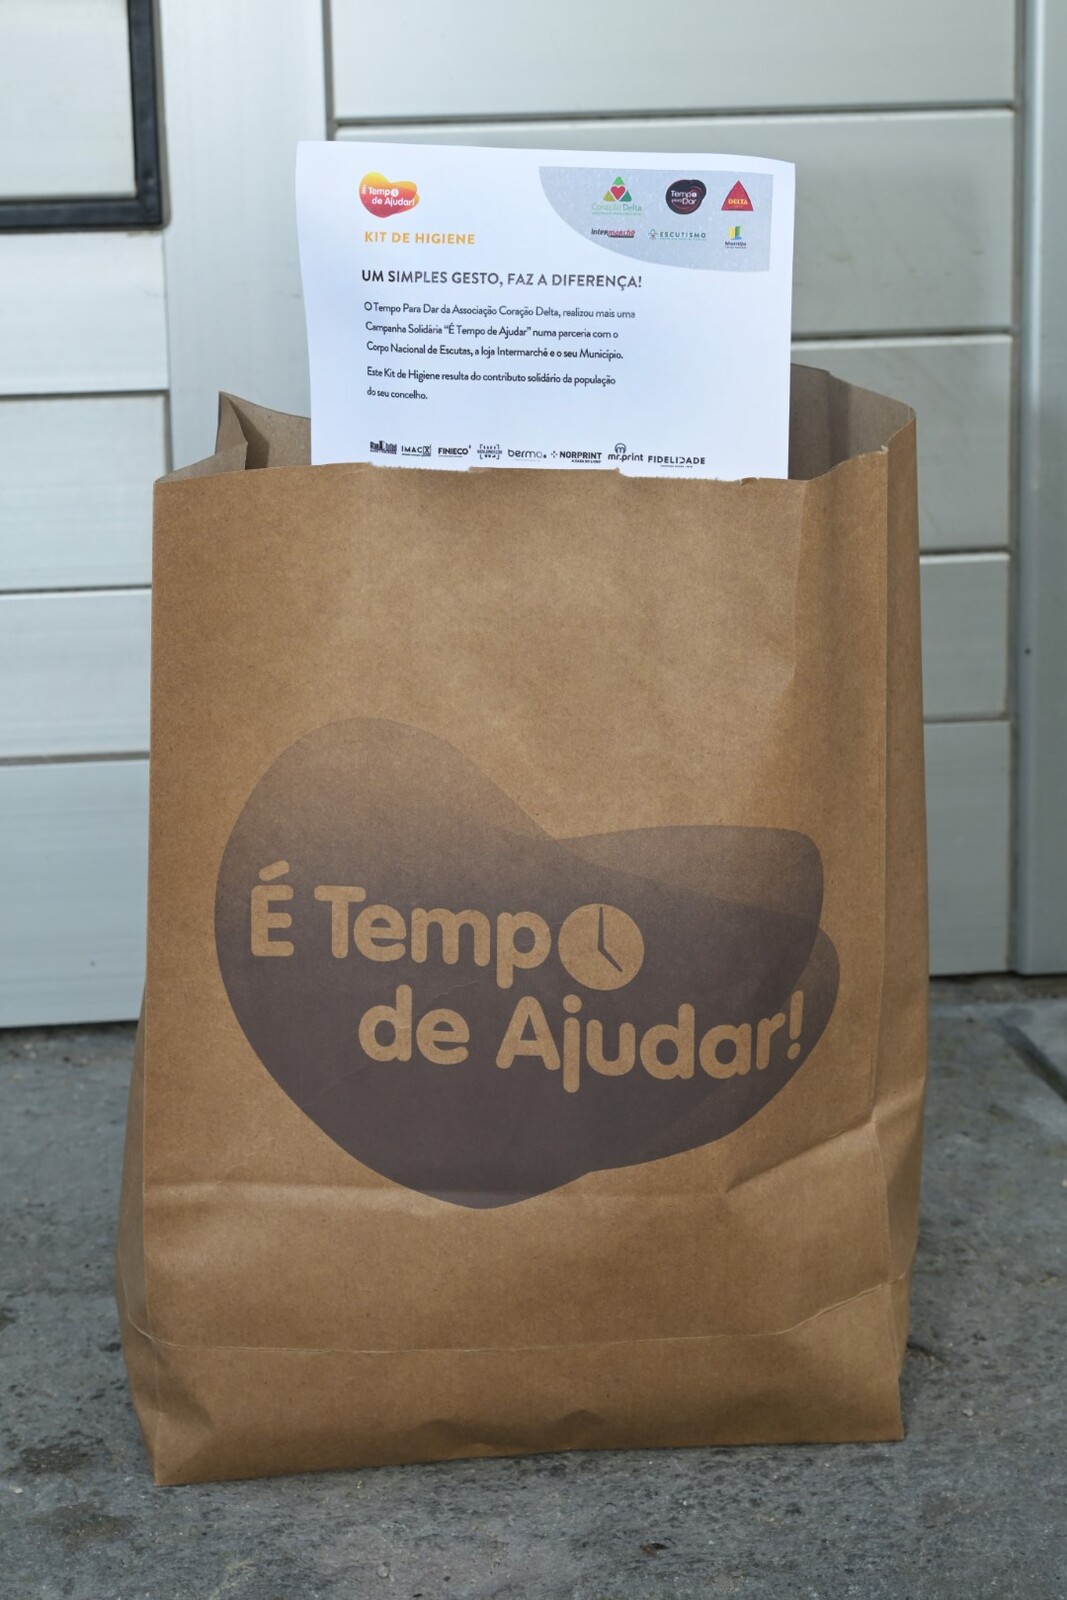 É Tempo
de Ajudar!
KIT DE HIGIENE
Coração Delta
Tempo
para
Dar
DELTA
Intermarché
ESCUTISMO
UM SIMPLES GESTO, FAZ A DIFERENÇA!
O Tempo Para Dar da Associação Coração Delta, realizou mais uma
Campanha Solidária “É Tempo de Ajudar” numa parceria com o
Corpo Nacional de Escutas, a loja Intermarché e o seu Município.
Este Kit de Higiene resulta do contributo solidário da população
do seu concelho.
FINIECO
bermo.
NORPRINT
A CASA DO LIVRO
mr.print
FIDELIDADE
É Tempo
de Ajudar!